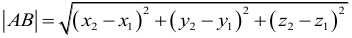 |AB| = √((x₂ − x₁)² + (y₂ − y₁)² + (z₂ − z₁)²)